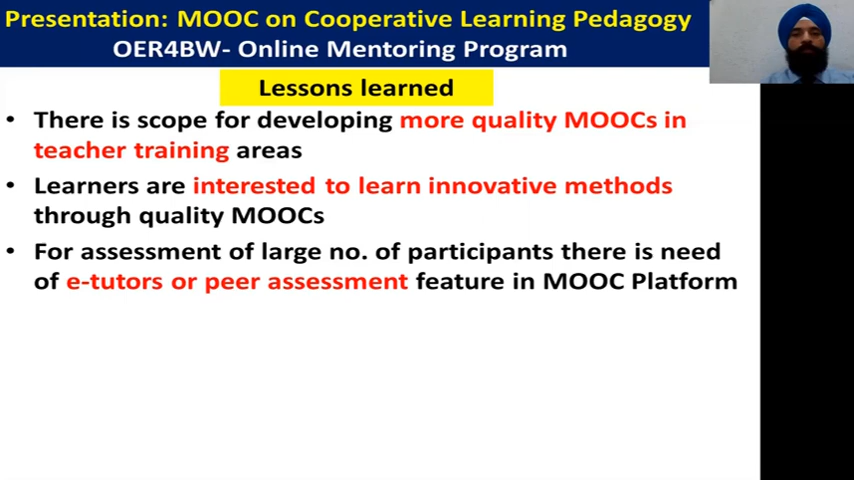 Presentation: MOOC on Cooperative Learning Pedagogy
OER4BW- Online Mentoring Program
Lessons learned
• There is scope for developing more quality MOOCs in
teacher training areas
• Learners are interested to learn innovative methods
through quality MOOCs
• For assessment of large no. of participants there is need
of e-tutors or peer assessment feature in MOOC Platform